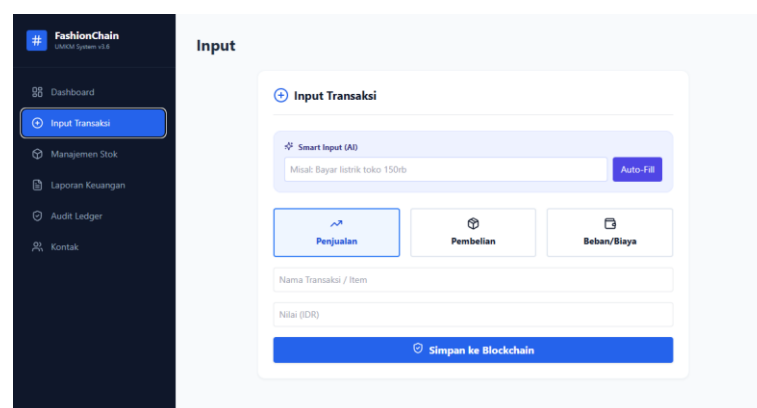 FashionChain
UMKM System v3.6
Dashboard
Input Transaksi
Manajemen Stok
Laporan Keuangan
Audit Ledger
Kontak
Input
Input Transaksi
Smart Input (AI)
Misal: Bayar listrik toko 150rb
Auto-Fill
Penjualan
Pembelian
Beban/Biaya
Nama Transaksi / Item
Nilai (IDR)
Simpan ke Blockchain